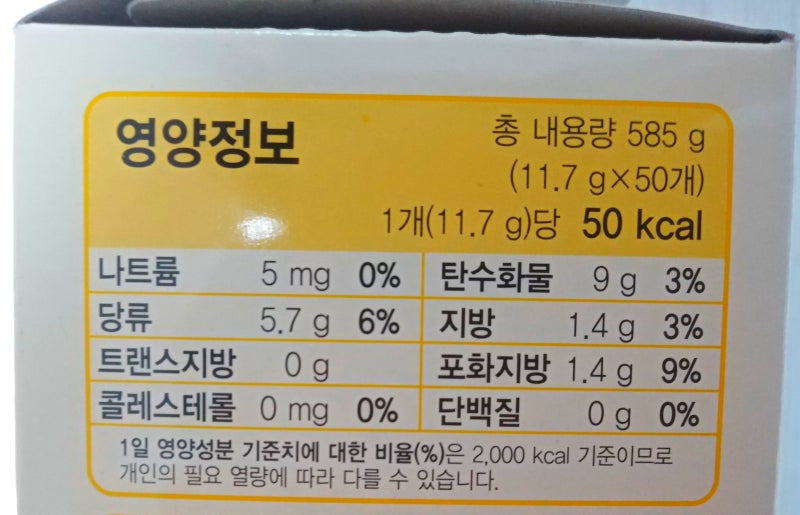 영양정보
총 내용량 585 g
(11.7 g×50개)
1개(11.7 g)당 50 kcal
나트륨 5 mg 0% 탄수화물 9 g 3%
당류 5.7 g 6% 지방 1.4 g 3%
트랜스지방 0 g 포화지방 1.4 g 9%
콜레스테롤 0 mg 0% 단백질 0 g 0%
1일 영양성분 기준치에 대한 비율(%)은 2,000 kcal 기준이므로
개인의 필요 열량에 따라 다를 수 있습니다.